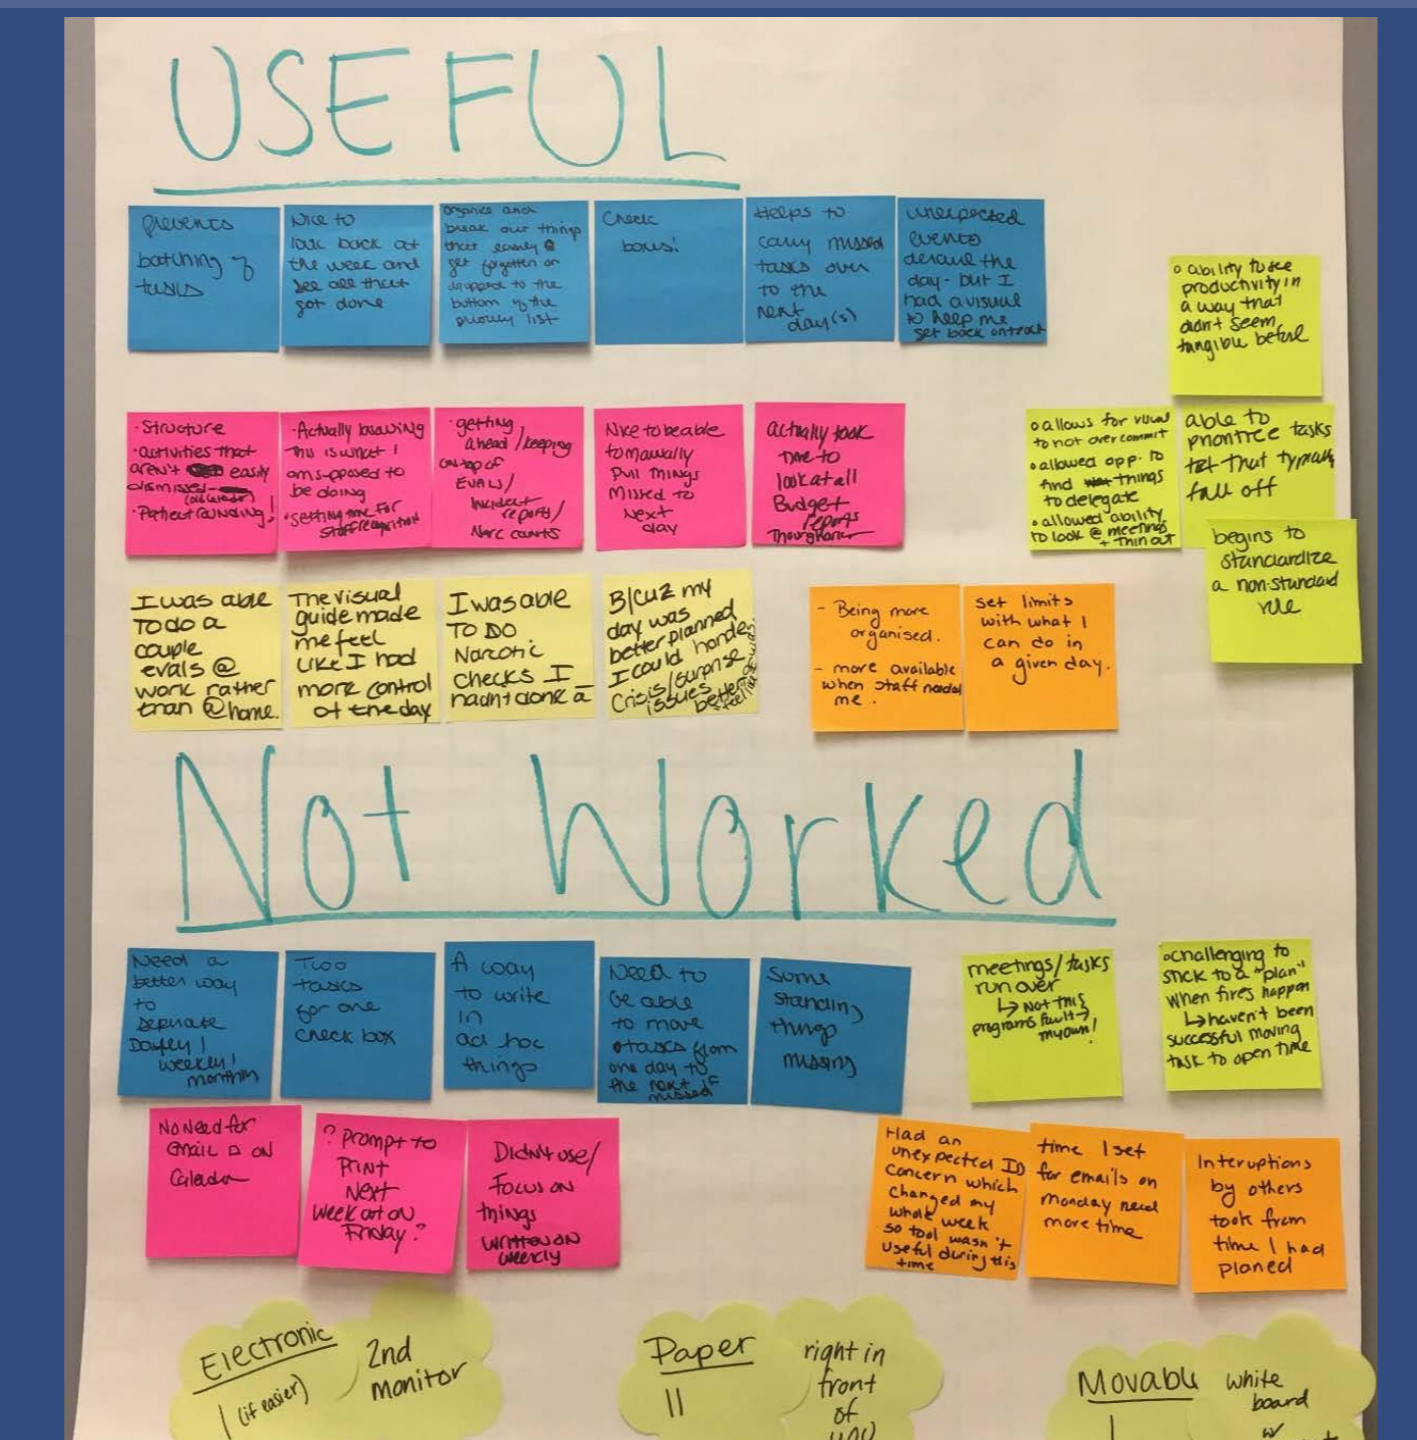 USEFUL
prevents
batching of
tasks
Nice to
look back at
the week and
see all that
got done
organize and
break out things
that easily
get forgotten or
dropped to the
bottom of the
priority list
Check
boxes!
Helps to
carry missed
tasks over
to the
next
day(s)
unexpected
events
derail the
day - but I
had a visual
to help me
get back on track
o ability to see
productivity in
a way that
didn't seem
tangible before
· Structure
· activities that
aren't easily
dismissed -
· Patient rounding!
· Actually knowing
this is what I
am supposed to
be doing
· setting time for
staff recognition
· getting
ahead / keeping
on top of
EVALS /
Incident
reports /
Narc counts
Nice to be able
to manually
pull things
missed to
Next
day
actually took
time to
look at all
Budget
reports
o allows for visual
to not overcommit
o allowed opp. to
find things
to delegate
o allowed ability
to look @ meetings
+ thin out
able to
tasks
that typically
fall off
begins to
standardize
a non-standard
role
I was able
TO do a
couple
evals @
work rather
than @ home.
The visual
guide made
me feel
like I had
more control
of the day
I was able
TO DO
Narcotic
checks I
hadn't done a
B/cuz my
day was
better planned
I could handle
Crisis/surprise
issues
better
- Being more
organised.
- more available
when staff needed
me.
set limits
with what I
can do in
a given day.
Not Worked
Need a
better way
to
separate
Daily /
weekly /
monthly
Two
tasks
for one
check box
A way
to write
in
ad hoc
things
Need to
be able
to move
tasks from
one day to
the next if
missed
Some
standing
things
missing
meetings/tasks
run over
↳ Not this
programs fault →
my own!
o challenging to
stick to a "plan"
when fires happen
↳ haven't been
successful moving
task to open time
No Need for
email □ on
Calendar
? Prompt to
Print
Next
week out on
Friday?
Didn't use/
Focus on
things
written on
weekly
Had an
unexpected ID
concern which
changed my
whole week
so tool wasn't
useful during this
time
time I set
for emails on
monday need
more time
Interuptions
by others
took from
time I had
planed
Electronic
| (if easier)
2nd
monitor
Paper
||
right in
front
of
you
Movable
|
white
board
w/